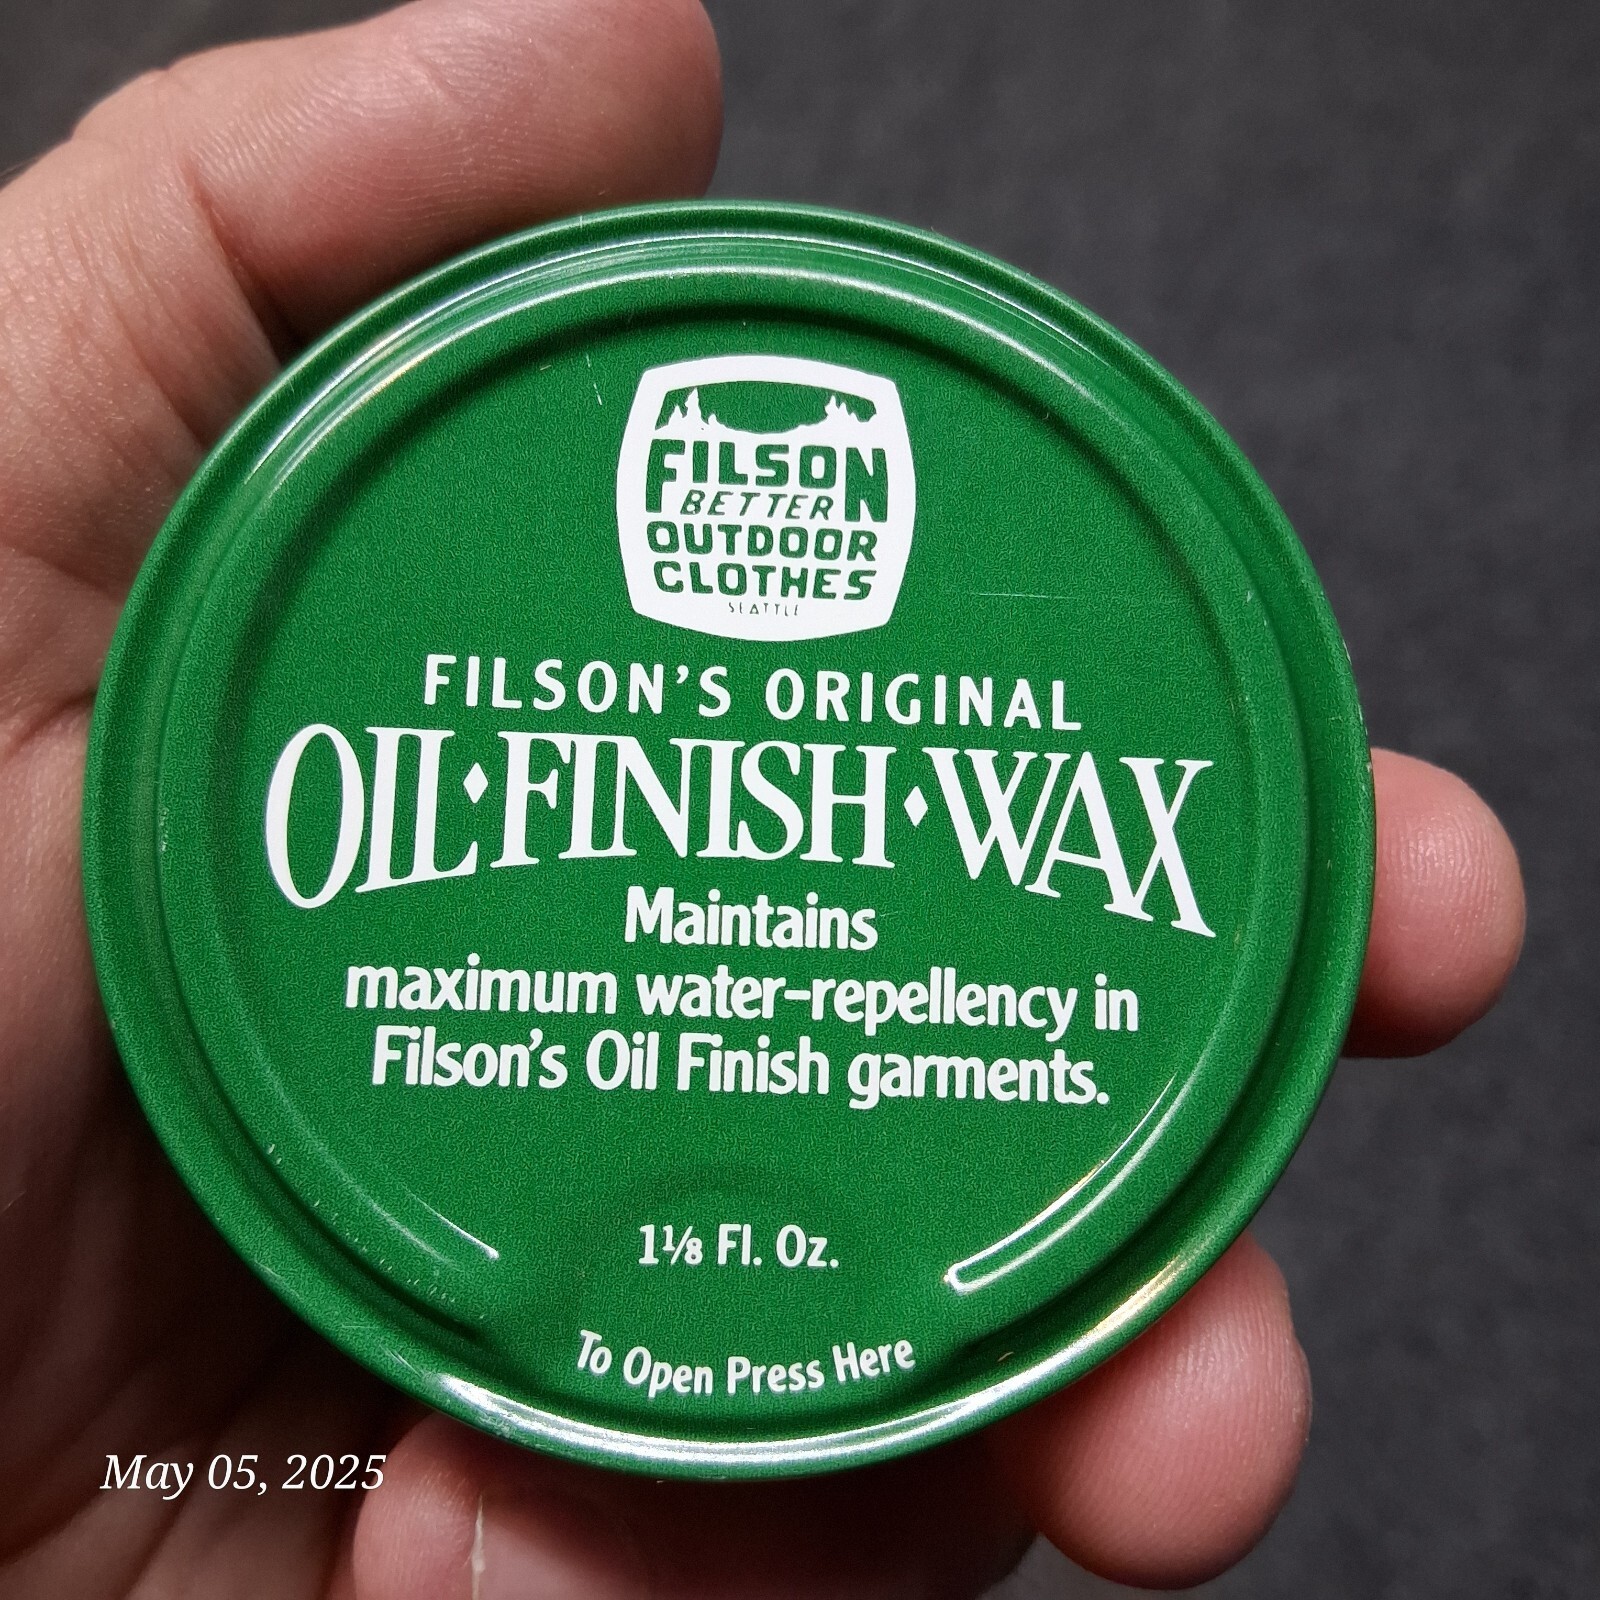 FILSON
BETTER
OUTDOOR
CLOTHES
SEATTLE
FILSON'S ORIGINAL
OIL·FINISH·WAX
Maintains
maximum water-repellency in
Filson's Oil Finish garments.
1⅛ Fl. Oz.
To Open Press Here
May 05, 2025